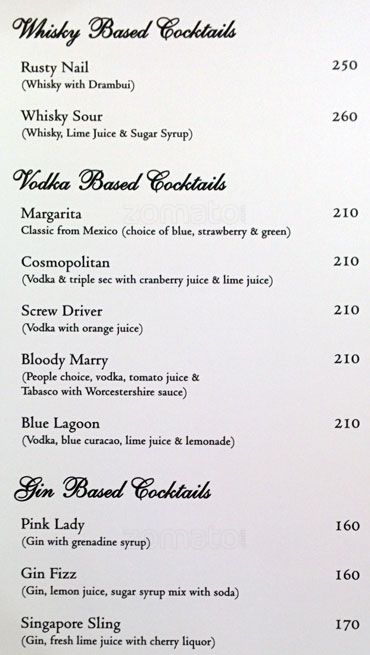 Whisky Based Cocktails
Rusty Nail 250
(Whisky with Drambui)
Whisky Sour 260
(Whisky, Lime Juice & Sugar Syrup)
Vodka Based Cocktails
zomato
Margarita 210
Classic from Mexico (choice of blue, strawberry & green)
Cosmopolitan 210
(Vodka & triple sec with cranberry juice & lime juice)
Screw Driver 210
(Vodka with orange juice)
Bloody Marry 210
(People choice, vodka, tomato juice &
Tabasco with Worcestershire sauce)
Blue Lagoon 210
(Vodka, blue curacao, lime juice & lemonade)
Gin Based Cocktails
Pink Lady 160
zomato
(Gin with grenadine syrup)
Gin Fizz 160
(Gin, lemon juice, sugar syrup mix with soda)
Singapore Sling 170
(Gin, fresh lime juice with cherry liquor)